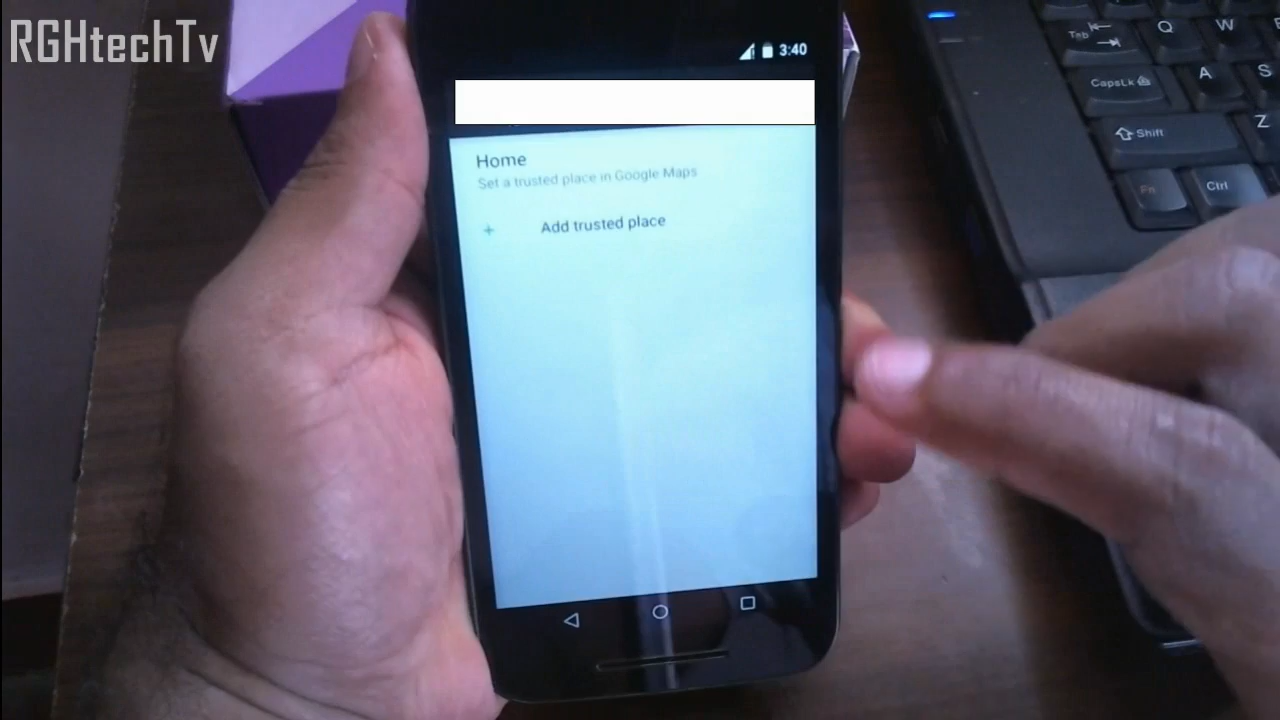 RGHtechTv
3:40
Home
Set a trusted place in Google Maps
Add trusted place
Tab
Q
W
CapsLk
A
S
Shift
Z
Fn
Ctrl